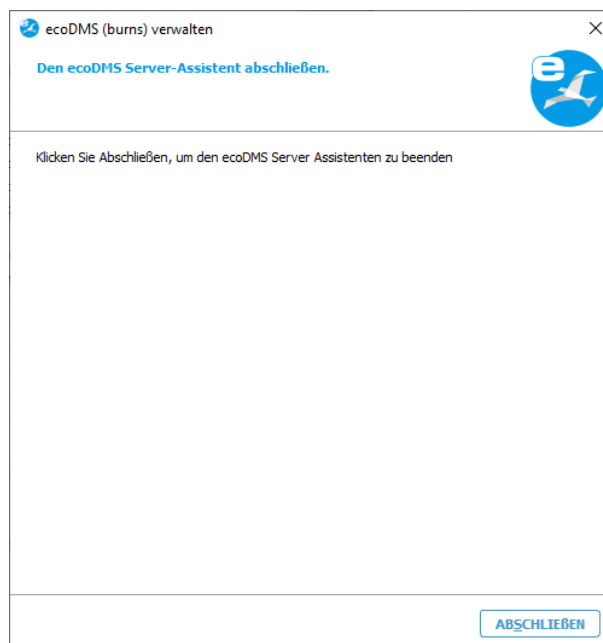 ecoDMS (burns) verwalten
Den ecoDMS Server-Assistent abschließen.
e
Klicken Sie Abschließen, um den ecoDMS Server Assistenten zu beenden
ABSCHLIEßEN